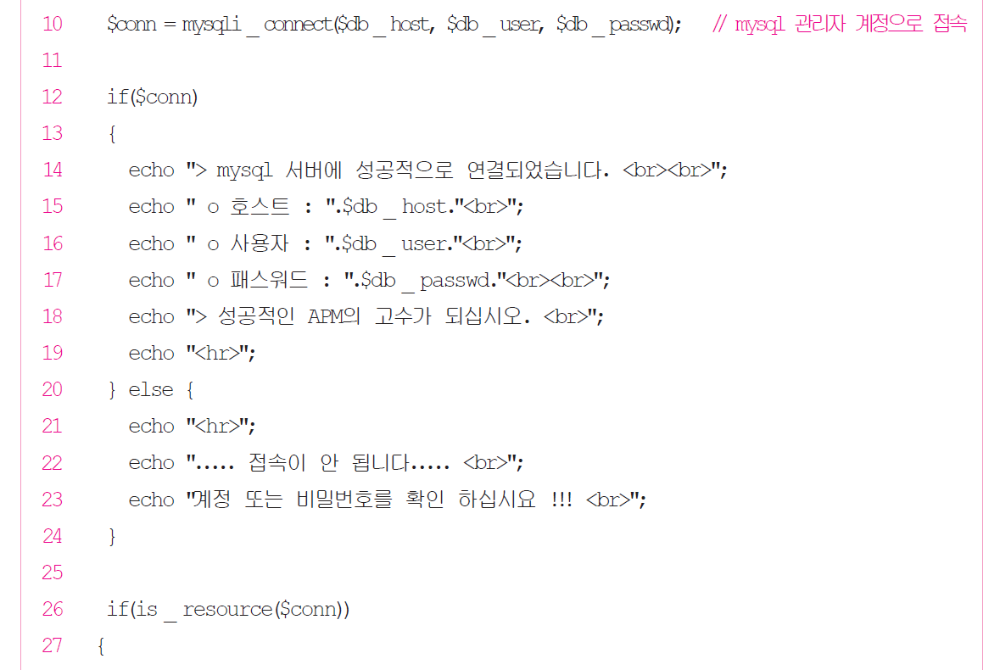 10 $conn = mysqli_connect($db_host, $db_user, $db_passwd); // mysql 관리자 계정으로 접속
11
12 if($conn)
13 {
14 echo "> mysql 서버에 성공적으로 연결되었습니다. <br><br>";
15 echo " o 호스트 : ".$db_host."<br>";
16 echo " o 사용자 : ".$db_user."<br>";
17 echo " o 패스워드 : ".$db_passwd."<br><br>";
18 echo "> 성공적인 APM의 고수가 되십시오. <br>";
19 echo "<hr>";
20 } else {
21 echo "<hr>";
22 echo "..... 접속이 안 됩니다..... <br>";
23 echo "계정 또는 비밀번호를 확인 하십시요 !!! <br>";
24 }
25
26 if(is_resource($conn))
27 {